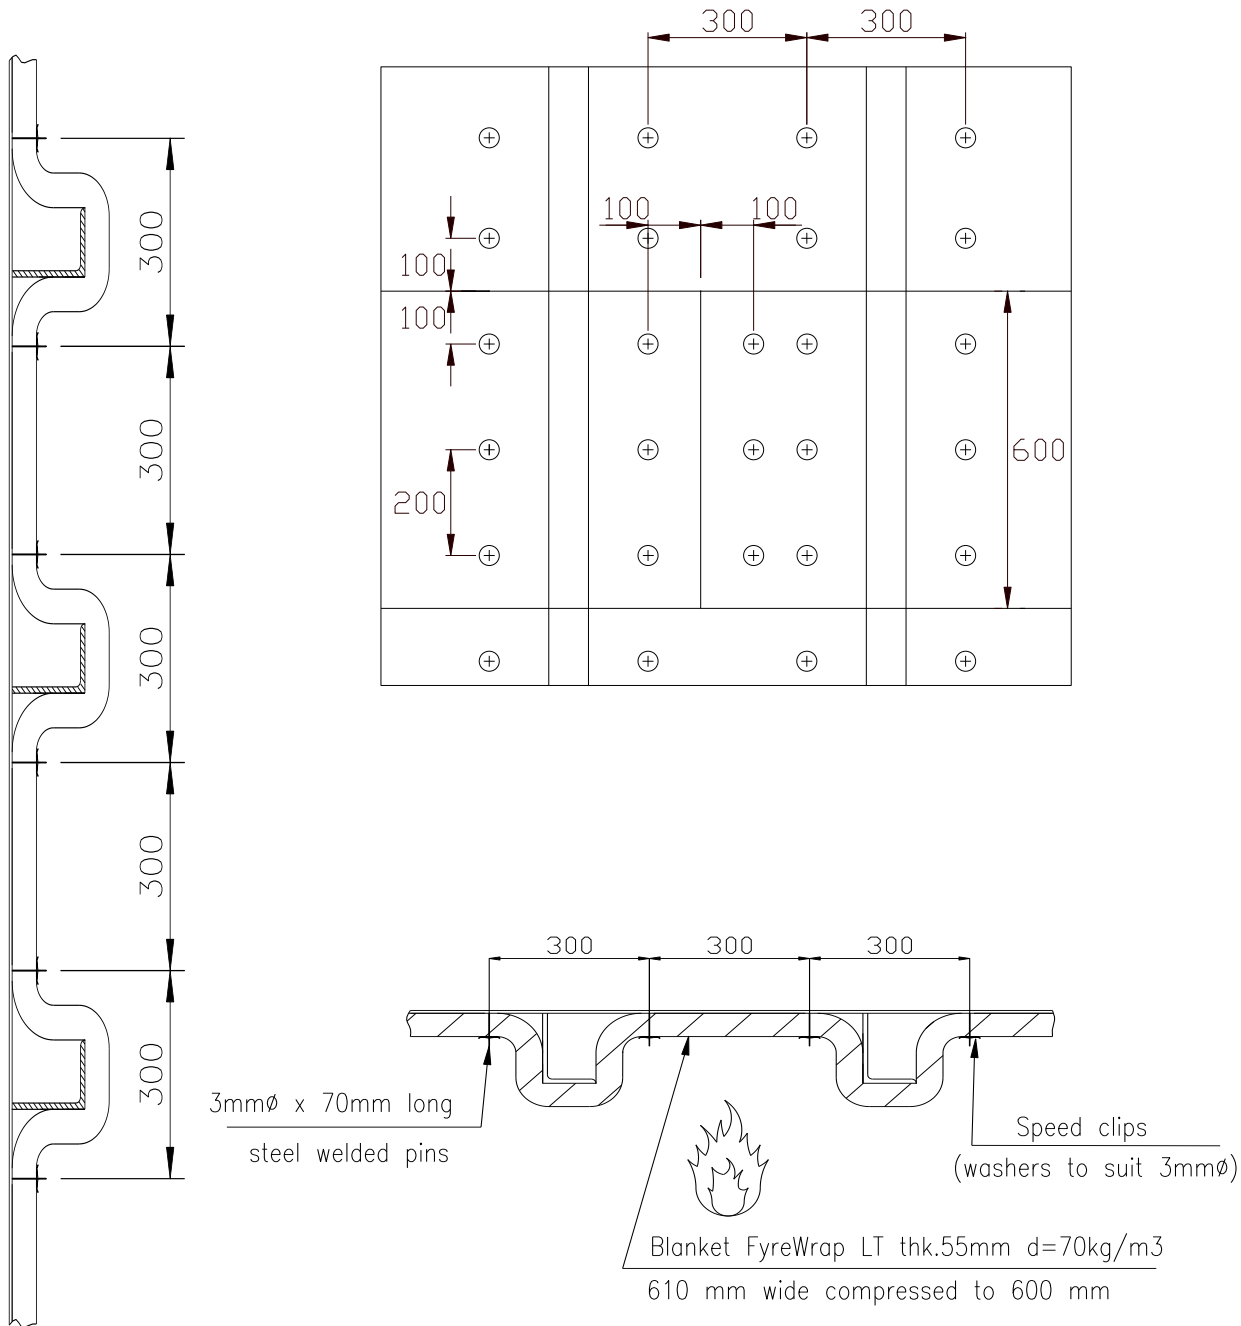 300
300
300
100
100
100
300
100
600
200
300
300
300
300
300
300
3mmø x 70mm long
steel welded pins
Speed clips
(washers to suit 3mmø)
Blanket FyreWrap LT thk.55mm d=70kg/m3
610 mm wide compressed to 600 mm
300